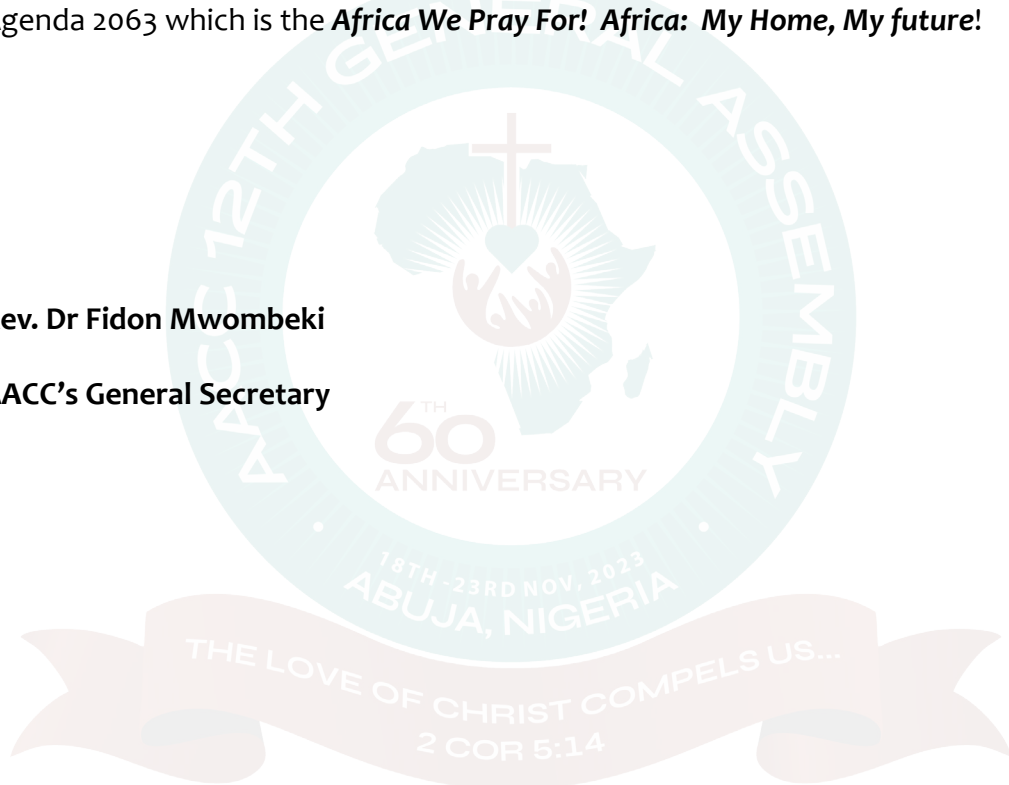 genda 2063 which is the Africa We Pray For! Africa: My Home, My future!
ev. Dr Fidon Mwombeki
ACC's General Secretary
AACC 12TH GENERAL ASSEMBLY
60TH
ANNIVERSARY
18TH -23RD NOV, 2023
ABUJA, NIGERIA
THE LOVE OF CHRIST COMPELS US...
2 COR 5:14